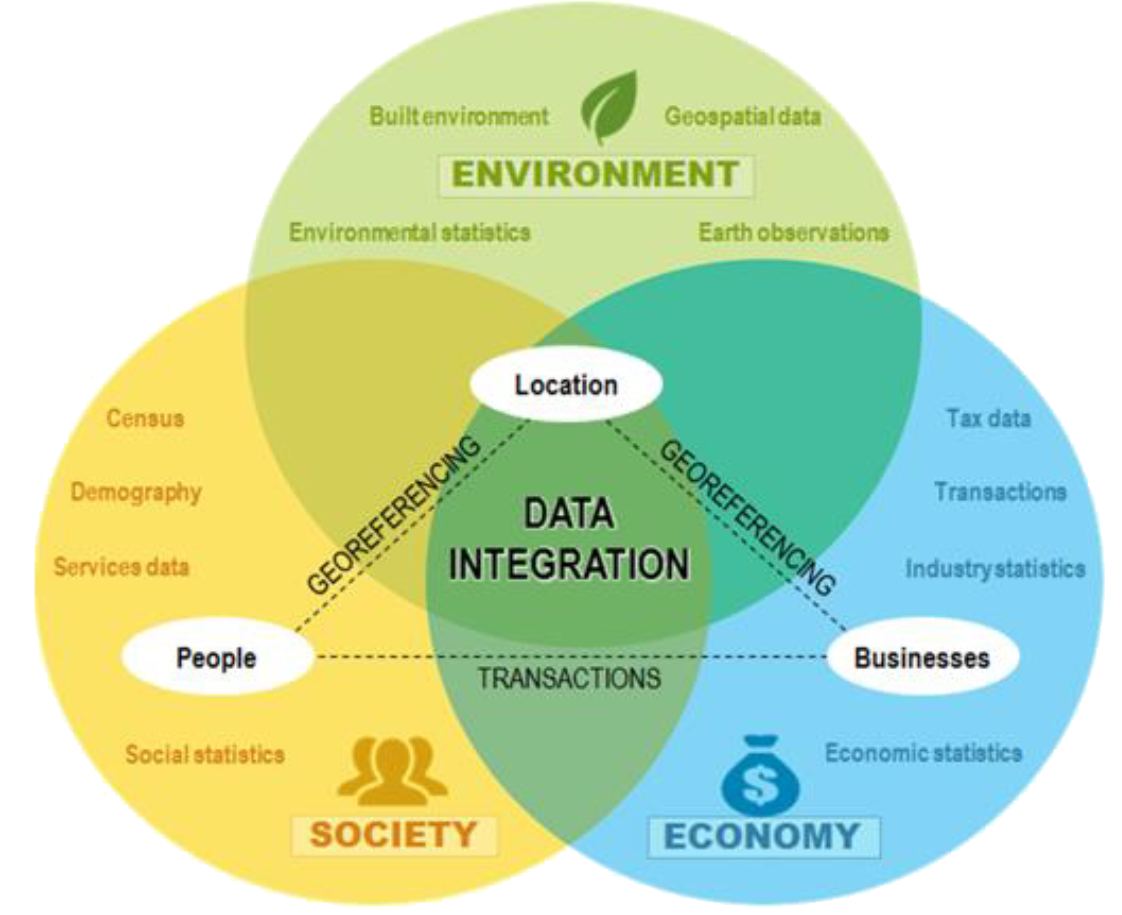 Built environment
Geospatial data
ENVIRONMENT
Environmental statistics
Earth observations
Location
Census
Tax data
GEOREFERENCING
GEOREFERENCING
Demography
Transactions
DATA
INTEGRATION
Services data
Industry statistics
People
Businesses
TRANSACTIONS
Social statistics
Economic statistics
$
SOCIETY
ECONOMY